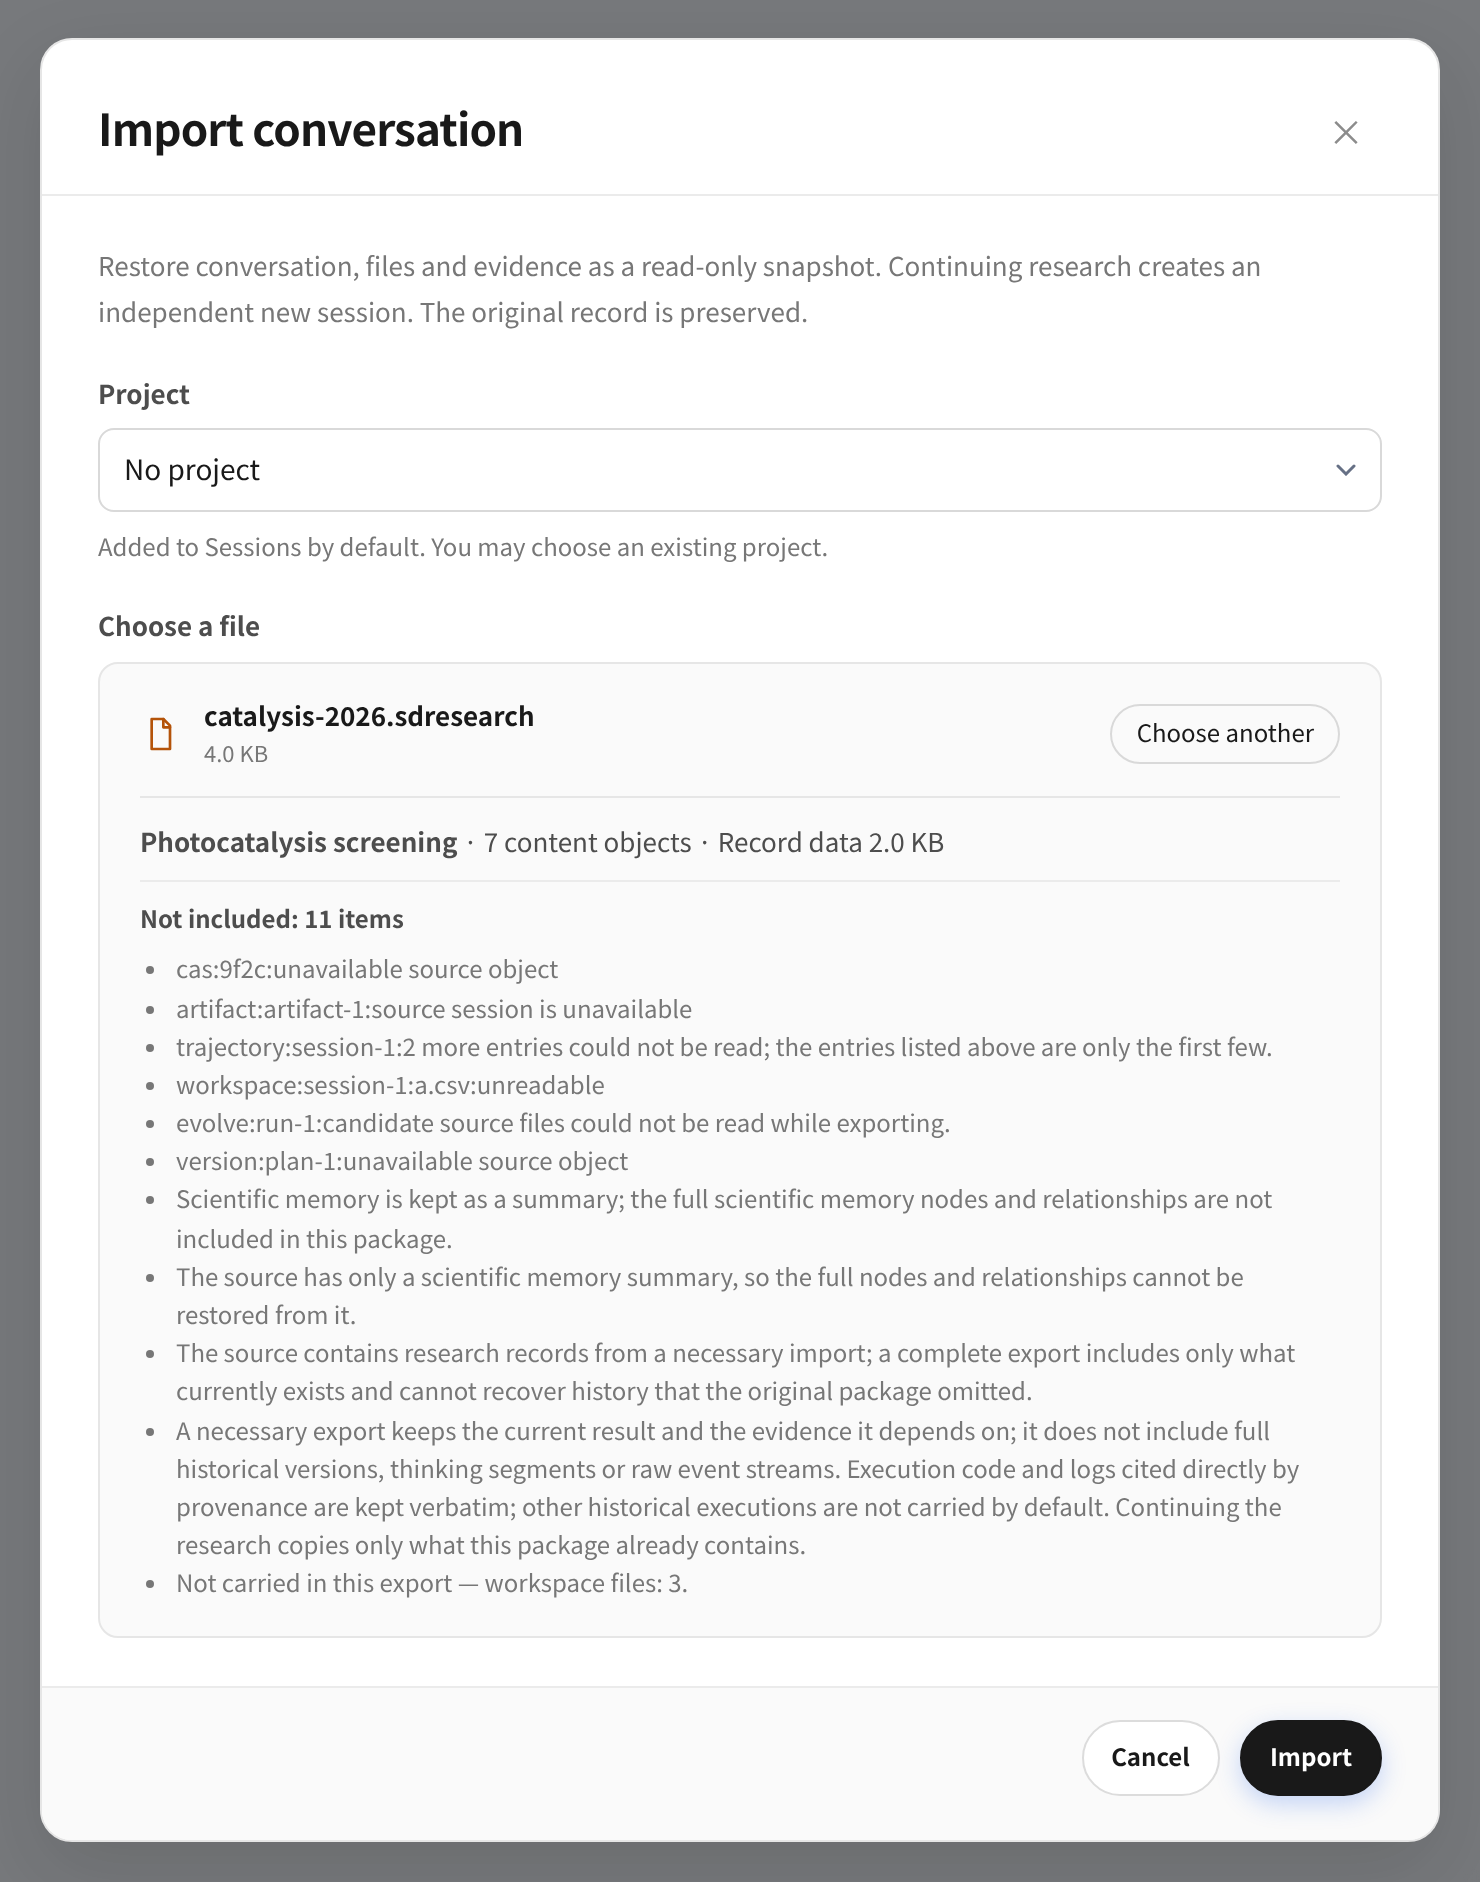 Import conversation
Restore conversation, files and evidence as a read-only snapshot. Continuing research creates an
independent new session. The original record is preserved.
Project
No project
Added to Sessions by default. You may choose an existing project.
Choose a file
catalysis-2026.sdresearch
4.0 KB
Choose another
Photocatalysis screening · 7 content objects · Record data 2.0 KB
Not included: 11 items
• cas:9f2c:unavailable source object
• artifact:artifact-1:source session is unavailable
• trajectory:session-1:2 more entries could not be read; the entries listed above are only the first few.
• workspace:session-1:a.csv:unreadable
• evolve:run-1:candidate source files could not be read while exporting.
• version:plan-1:unavailable source object
• Scientific memory is kept as a summary; the full scientific memory nodes and relationships are not
included in this package.
• The source has only a scientific memory summary, so the full nodes and relationships cannot be
restored from it.
• The source contains research records from a necessary import; a complete export includes only what
currently exists and cannot recover history that the original package omitted.
• A necessary export keeps the current result and the evidence it depends on; it does not include full
historical versions, thinking segments or raw event streams. Execution code and logs cited directly by
provenance are kept verbatim; other historical executions are not carried by default. Continuing the
research copies only what this package already contains.
• Not carried in this export — workspace files: 3.
Cancel
Import